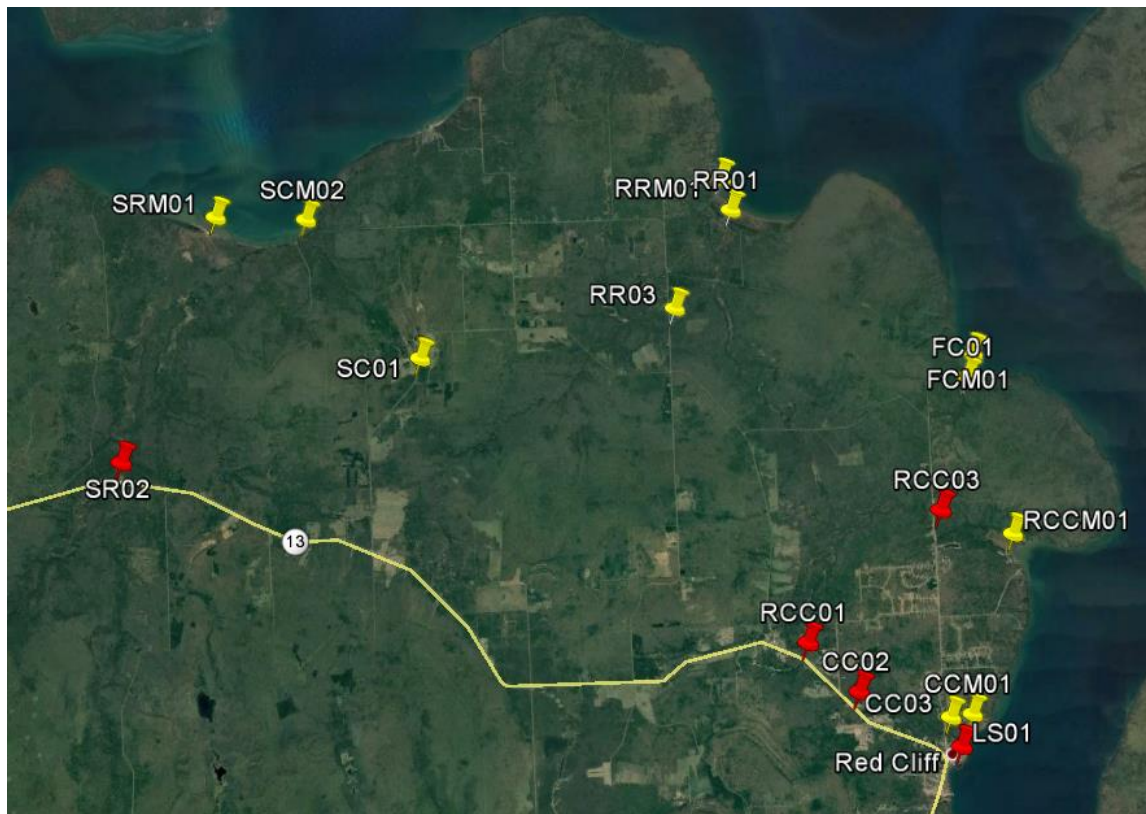 SCM02
SRM01
RRM01
RR01
RR03
SC01
FC01
FCM01
SR02
RCC03
RCCM01
13
RCC01
CC02
CC03
CCM01
LS01
Red Cliff